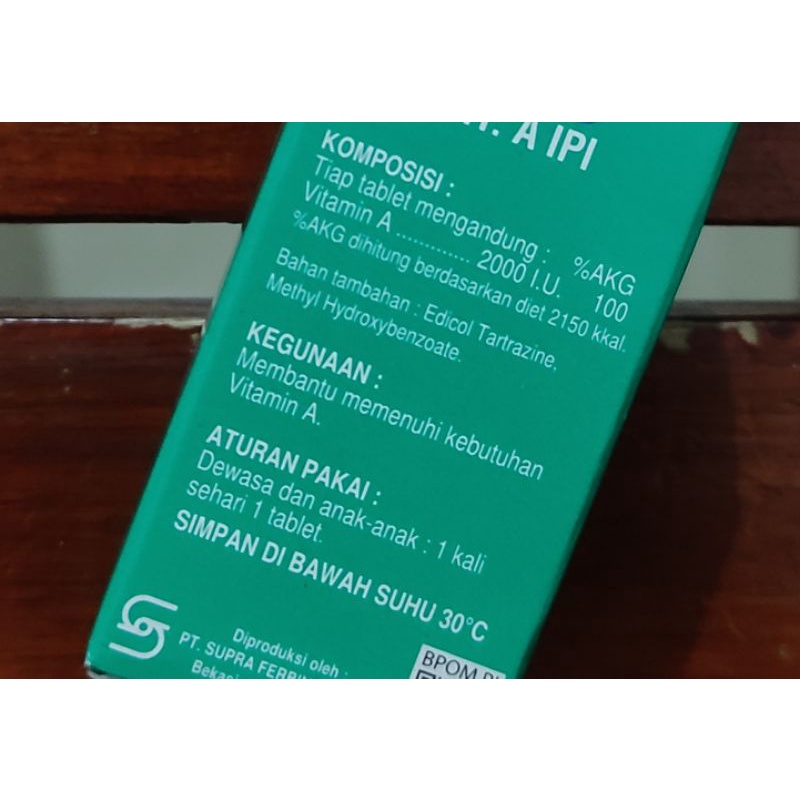 A IPI
KOMPOSISI :
Tiap tablet mengandung : %AKG
Vitamin A ............. 2000 I.U. 100
%AKG dihitung berdasarkan diet 2150 kkal.
Bahan tambahan : Edicol Tartrazine,
Methyl Hydroxybenzoate.
KEGUNAAN :
Membantu memenuhi kebutuhan
Vitamin A.
ATURAN PAKAI :
Dewasa dan anak-anak : 1 kali
sehari 1 tablet.
SIMPAN DI BAWAH SUHU 30°C
Diproduksi oleh :
PT. SUPRA
BPOM RI